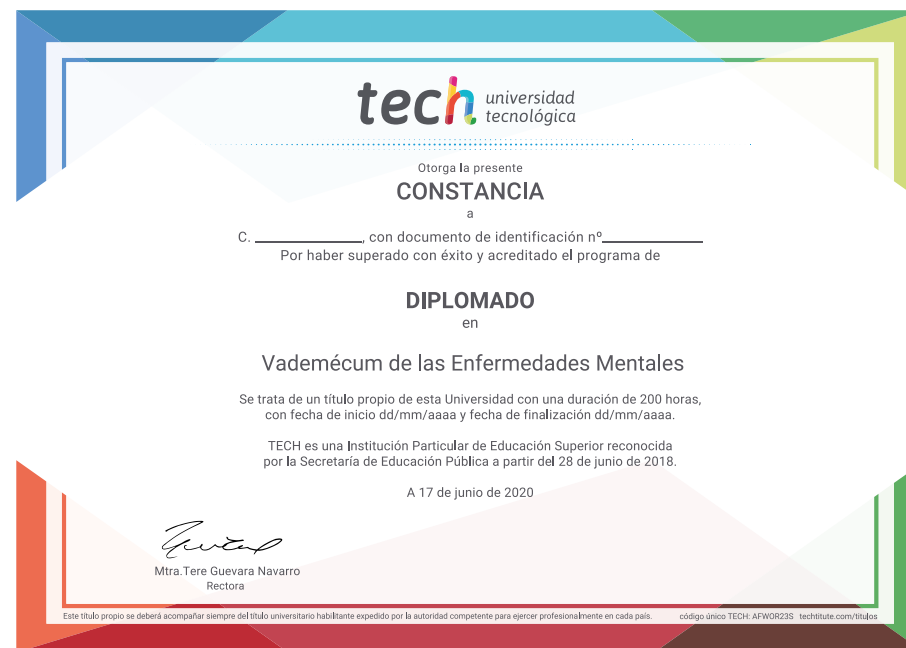 tech universidad
tecnológica
Otorga la presente
CONSTANCIA
a
C. ____________, con documento de identificación nº____________
Por haber superado con éxito y acreditado el programa de
DIPLOMADO
en
Vademécum de las Enfermedades Mentales
Se trata de un título propio de esta Universidad con una duración de 200 horas,
con fecha de inicio dd/mm/aaaa y fecha de finalización dd/mm/aaaa.
TECH es una Institución Particular de Educación Superior reconocida
por la Secretaría de Educación Pública a partir del 28 de junio de 2018.
A 17 de junio de 2020
Mtra.Tere Guevara Navarro
Rectora
Este título propio se deberá acompañar siempre del título universitario habilitante expedido por la autoridad competente para ejercer profesionalmente en cada país. código único TECH: AFWOR23S techtitute.com/titulos